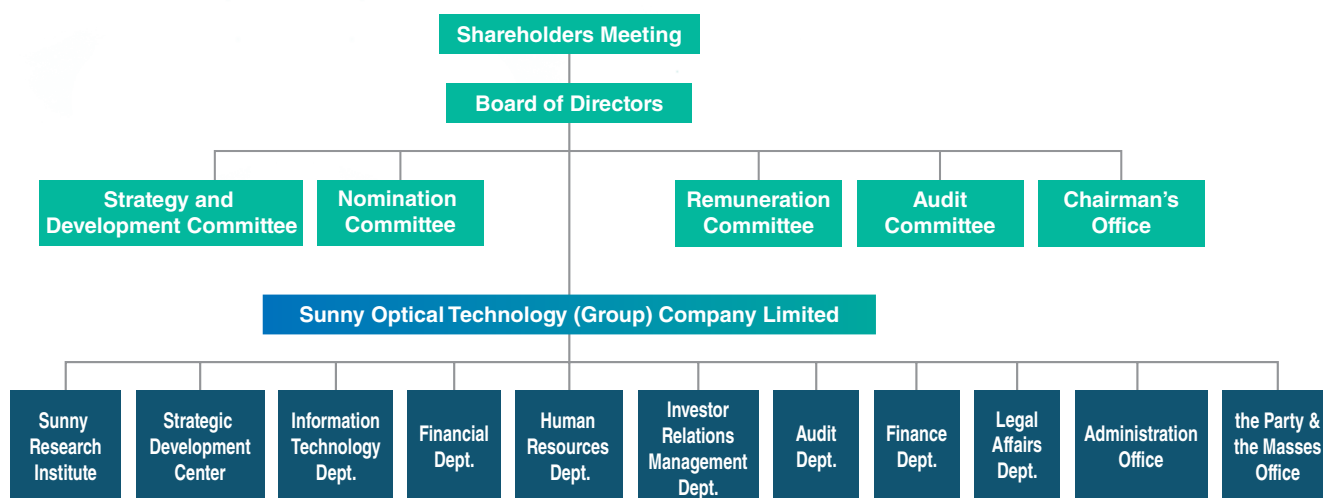 Shareholders Meeting
Board of Directors
Strategy and
Development Committee
Nomination
Committee
Remuneration
Committee
Audit
Committee
Chairman's
Office
Sunny Optical Technology (Group) Company Limited
Sunny
Research
Institute
Strategic
Development
Center
Information
Technology
Dept.
Financial
Dept.
Human
Resources
Dept.
Investor
Relations
Management
Dept.
Audit
Dept.
Finance
Dept.
Legal
Affairs
Dept.
Administration
Office
the Party &
the Masses
Office